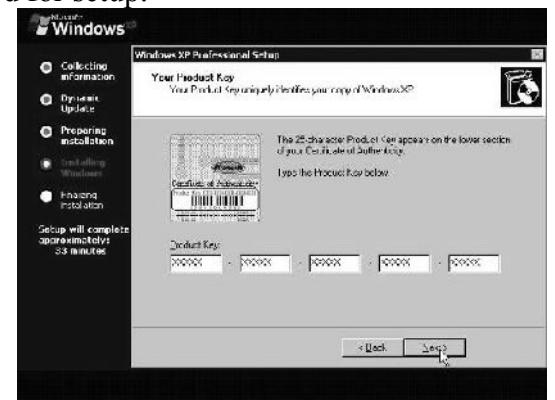 d for setup.
Microsoft
Windows xp
Windows XP Professional Setup
Collecting
information
Dynamic
Update
Preparing
installation
Installing
Windows
Finalizing
installation
Setup will complete
approximately:
33 minutes
Your Product Key
Your Product Key uniquely identifies your copy of Windows XP.
The 25-character Product Key appears on the lower section
of your Certificate of Authenticity.
Type the Product Key below.
Certificate of Authenticity
Product Key:
XXXXX - XXXXX - XXXXX - XXXXX - XXXXX
< Back
Next >